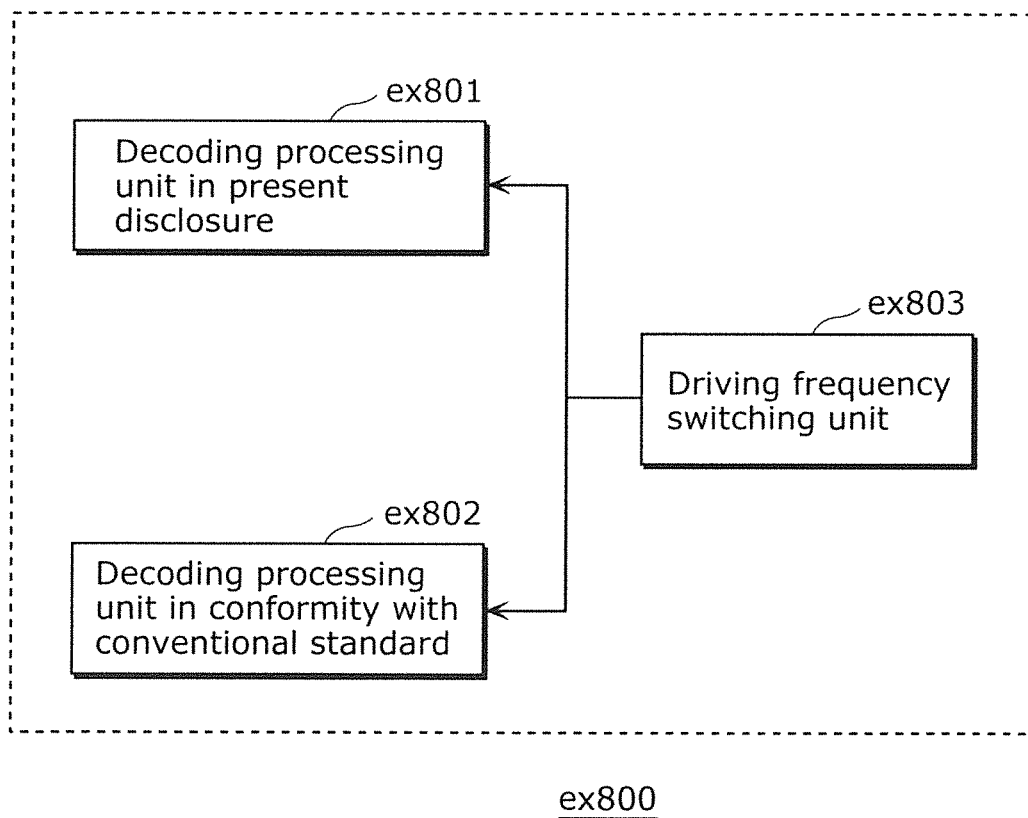 ex801
Decoding processing
unit in present
disclosure
ex803
Driving frequency
switching unit
ex802
Decoding processing
unit in conformity with
conventional standard
ex800